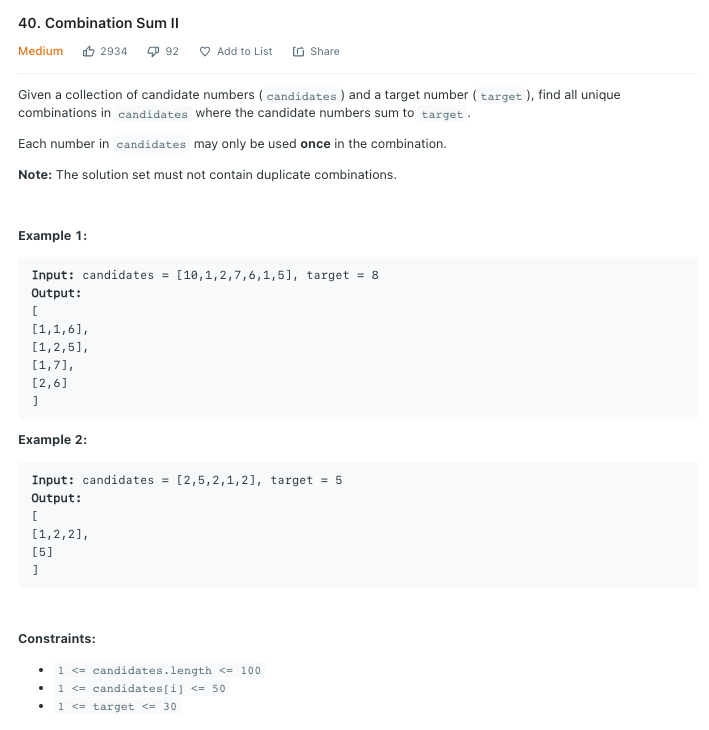 40. Combination Sum II
Medium 2934 92 Add to List Share
Given a collection of candidate numbers ( candidates ) and a target number ( target ), find all unique
combinations in candidates where the candidate numbers sum to target .
Each number in candidates may only be used once in the combination.
Note: The solution set must not contain duplicate combinations.
Example 1:
Input: candidates = [10,1,2,7,6,1,5], target = 8
Output:
[
[1,1,6],
[1,2,5],
[1,7],
[2,6]
]
Example 2:
Input: candidates = [2,5,2,1,2], target = 5
Output:
[
[1,2,2],
[5]
]
Constraints:
• 1 <= candidates.length <= 100
• 1 <= candidates[i] <= 50
• 1 <= target <= 30